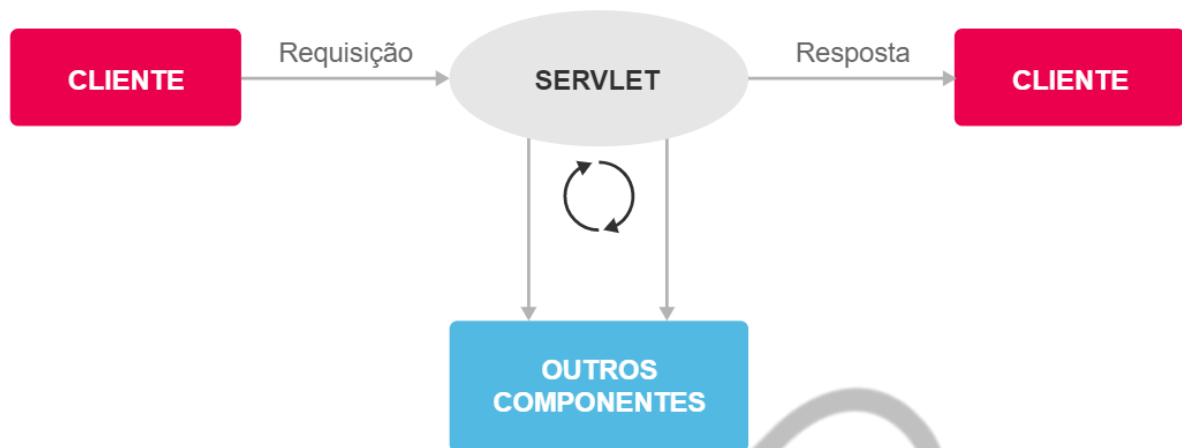 CLIENTE
Requisição
SERVLET
Resposta
CLIENTE
OUTROS
COMPONENTES